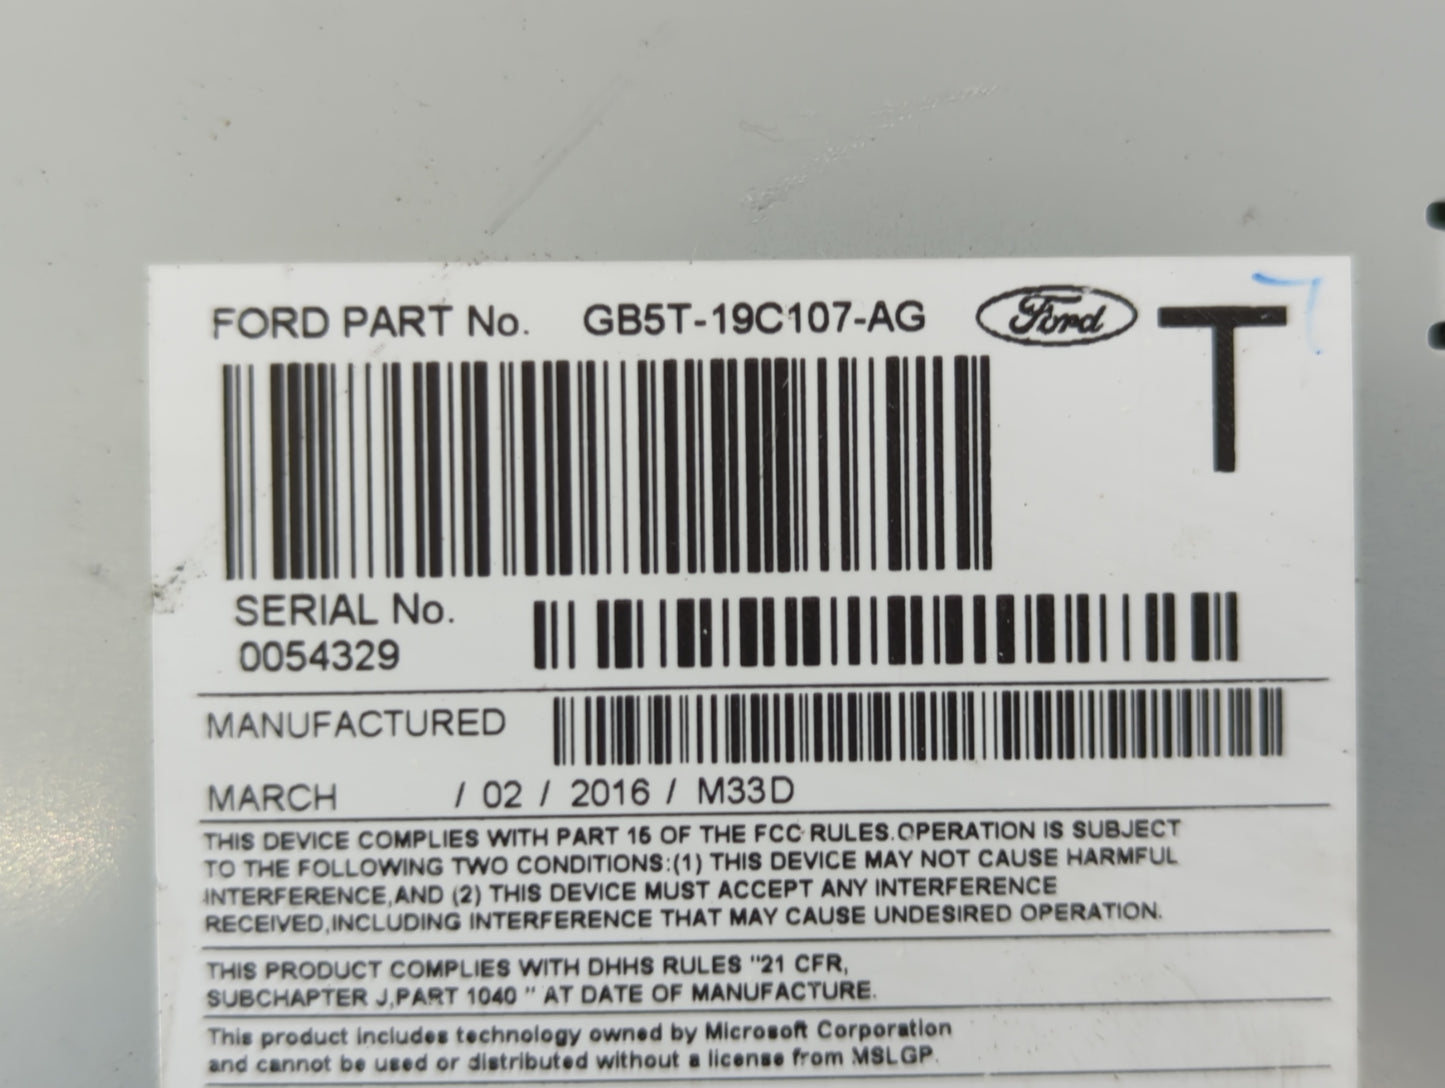 FORD PART No. GB5T-19C107-AG Ford T
SERIAL No.
0054329
MANUFACTURED
MARCH / 02 / 2016 / M33D
THIS DEVICE COMPLIES WITH PART 15 OF THE FCC RULES.OPERATION IS SUBJECT
TO THE FOLLOWING TWO CONDITIONS:(1) THIS DEVICE MAY NOT CAUSE HARMFUL
INTERFERENCE,AND (2) THIS DEVICE MUST ACCEPT ANY INTERFERENCE
RECEIVED,INCLUDING INTERFERENCE THAT MAY CAUSE UNDESIRED OPERATION.
THIS PRODUCT COMPLIES WITH DHHS RULES "21 CFR,
SUBCHAPTER J,PART 1040 " AT DATE OF MANUFACTURE.
This product includes technology owned by Microsoft Corporation
and cannot be used or distributed without a license from MSLGP.